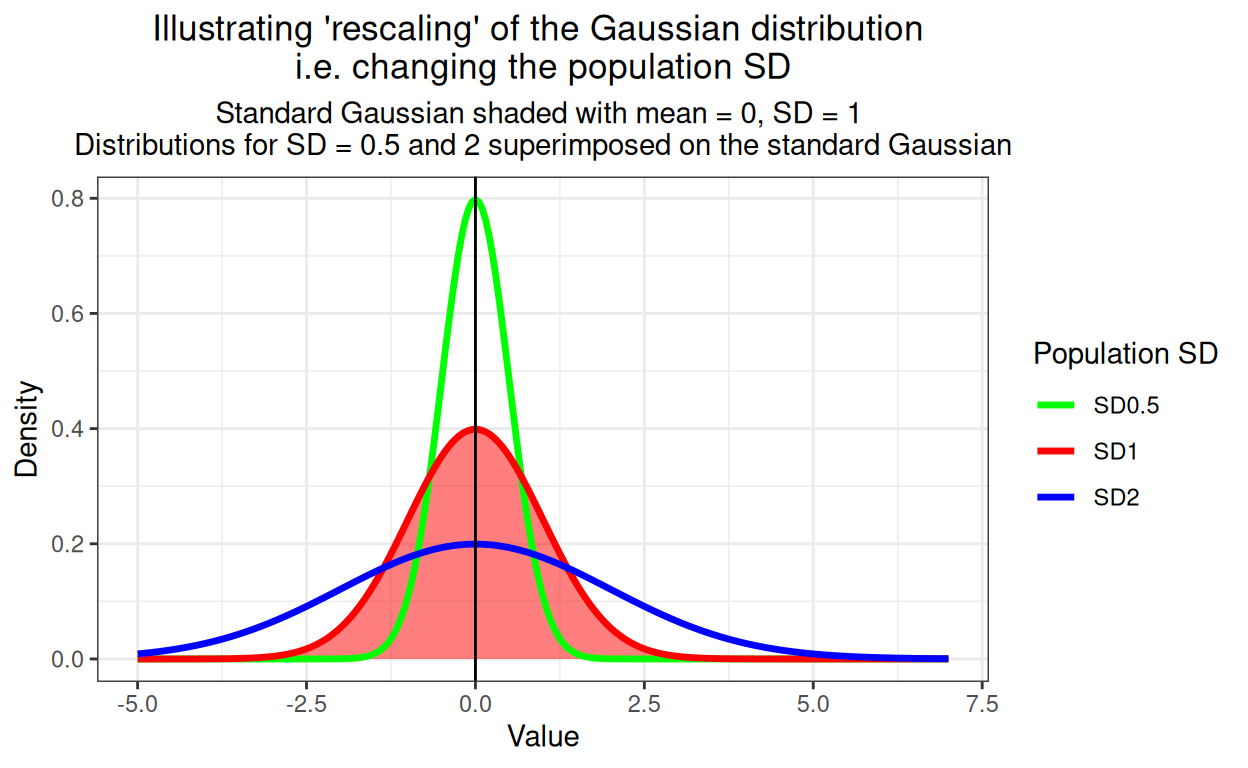 Illustrating 'rescaling' of the Gaussian distribution
i.e. changing the population SD
Standard Gaussian shaded with mean = 0, SD = 1
Distributions for SD = 0.5 and 2 superimposed on the standard Gaussian
0.8
0.6
0.4
0.2
0.0
Density
-5.0
-2.5
0.0
2.5
5.0
7.5
Value
Population SD
SD0.5
SD1
SD2